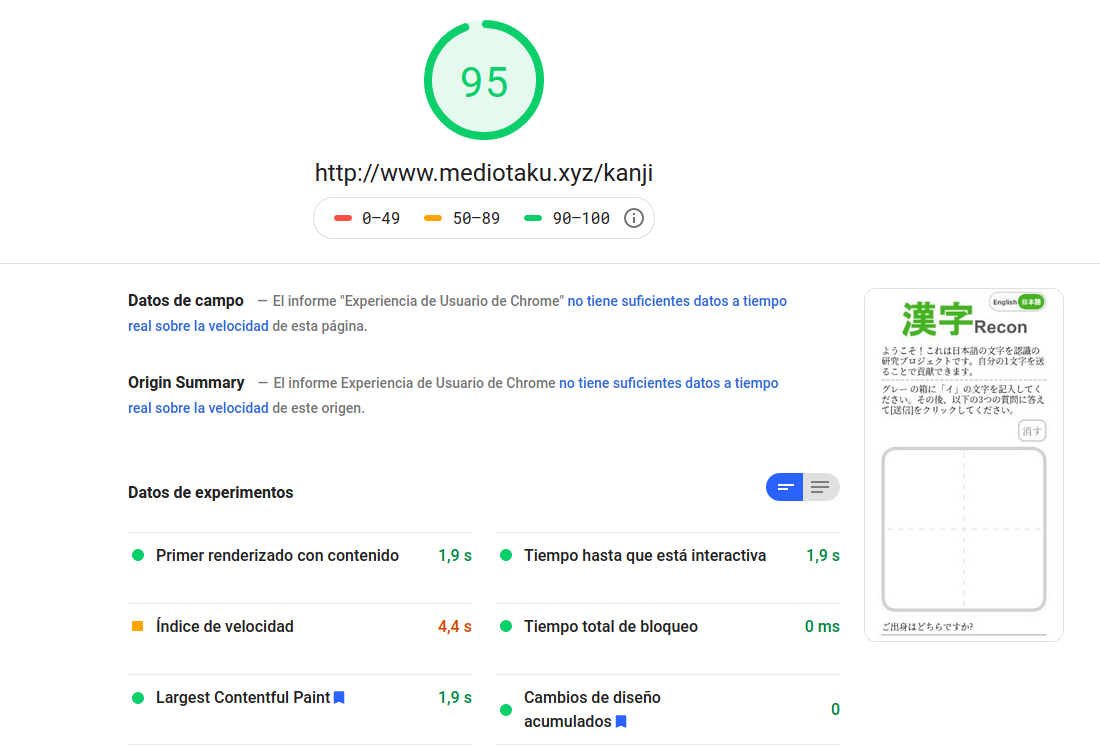 95
http://www.mediotaku.xyz/kanji
0–49 50–89 90–100
Datos de campo — El informe "Experiencia de Usuario de Chrome" no tiene suficientes datos a tiempo
real sobre la velocidad de esta página.
Origin Summary — El informe Experiencia de Usuario de Chrome no tiene suficientes datos a tiempo
real sobre la velocidad de este origen.
Datos de experimentos
Primer renderizado con contenido 1,9 s
Tiempo hasta que está interactiva 1,9 s
Índice de velocidad 4,4 s
Tiempo total de bloqueo 0 ms
Largest Contentful Paint 1,9 s
Cambios de diseño
acumulados 0
English 日本語
漢字Recon
ようこそ！これは日本語の文字を認識の
研究プロジェクトです。自分の1文字を送
ることで貢献できます。
グレー の箱に「イ」の文字を記入してく
ださい。その後、以下の3つの質問に答え
て[送信]をクリックしてください。
消す
ご出身はどちらですか?